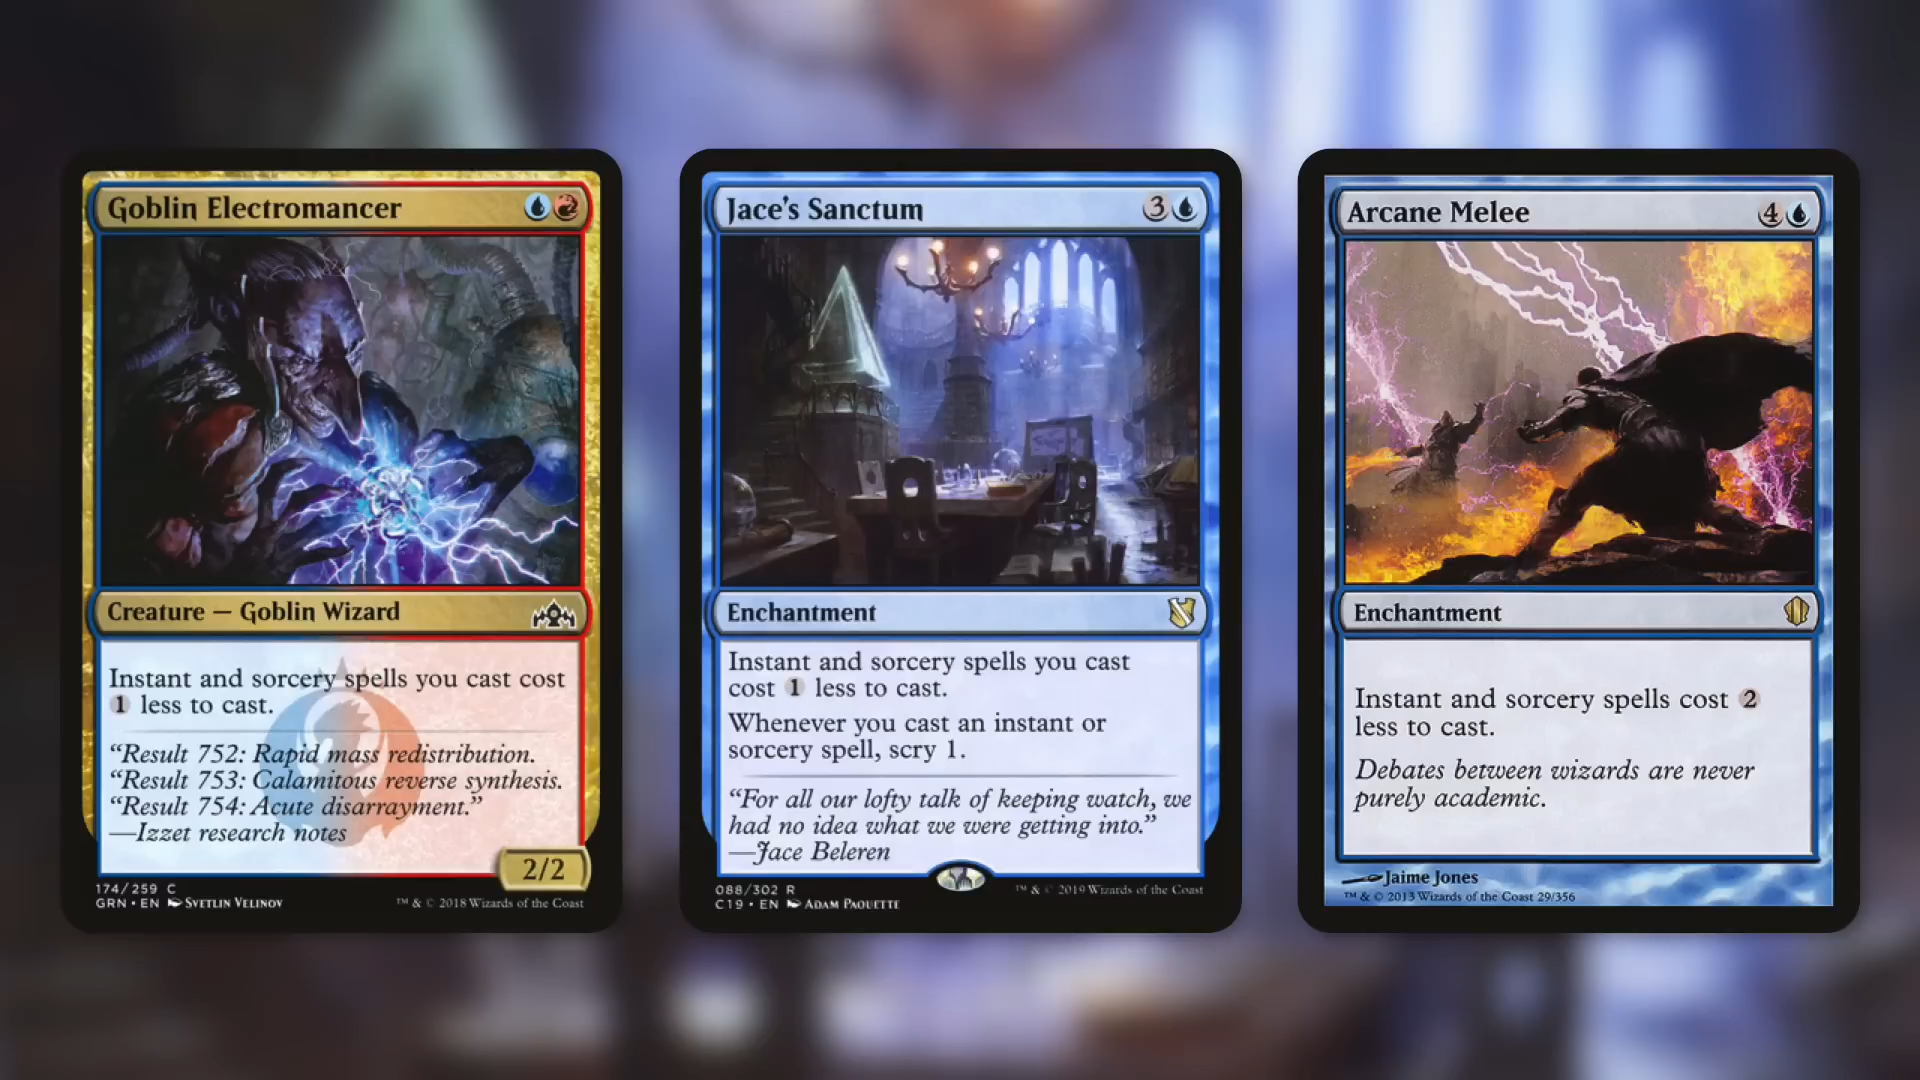 Goblin Electromancer
Creature — Goblin Wizard
Instant and sorcery spells you cast cost
1 less to cast.
“Result 752: Rapid mass redistribution.
“Result 753: Calamitous reverse synthesis.
“Result 754: Acute disarrayment.”
—Izzet research notes
2/2
174/259 C
GRN • EN SVETLIN VELINOV
™ & © 2018 Wizards of the Coast
Jace's Sanctum
3
Enchantment
Instant and sorcery spells you cast
cost 1 less to cast.
Whenever you cast an instant or
sorcery spell, scry 1.
“For all our lofty talk of keeping watch, we
had no idea what we were getting into.”
—Jace Beleren
088/302 R
C19 • EN ADAM PAQUETTE
™ & © 2019 Wizards of the Coast
Arcane Melee
4
Enchantment
Instant and sorcery spells cost 2
less to cast.
Debates between wizards are never
purely academic.
Jaime Jones
™ & © 2013 Wizards of the Coast 29/356